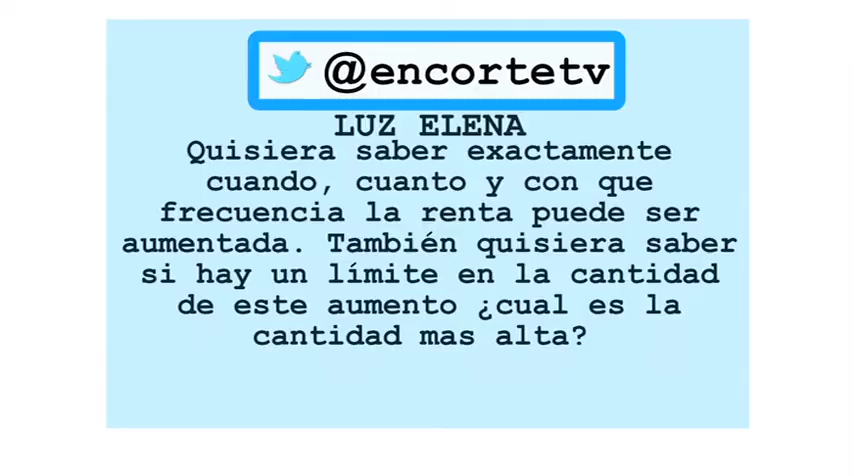 @encortetv
LUZ ELENA
Quisiera saber exactamente
cuando, cuanto y con que
frecuencia la renta puede ser
aumentada. También quisiera saber
si hay un límite en la cantidad
de este aumento ¿cual es la
cantidad mas alta?